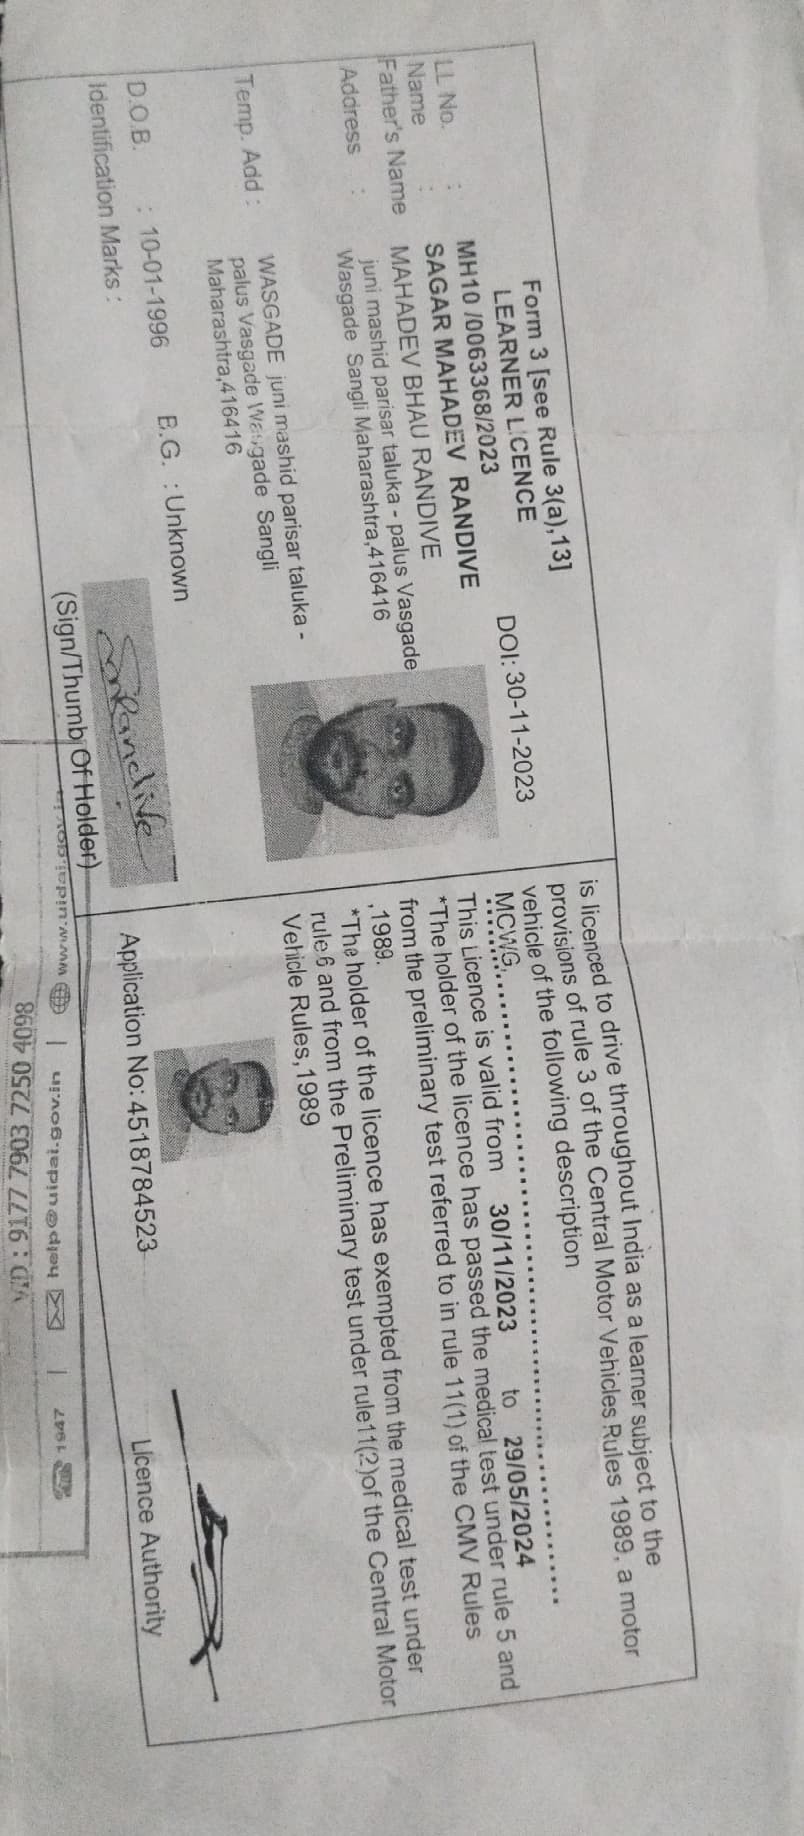 Form 3 [see Rule 3(a),13]
LEARNER LICENCE
DOI: 30-11-2023
LL No. : MH10 /0063368/2023
Name : SAGAR MAHADEV RANDIVE
Father's Name MAHADEV BHAU RANDIVE
Address : juni mashid parisar taluka - palus Vasgade
Wasgade Sangli Maharashtra,416416
Temp. Add : WASGADE juni mashid parisar taluka -
palus Vasgade Wasgade Sangli
Maharashtra,416416
D.O.B. : 10-01-1996 B.G. : Unknown
Identification Marks :
(Sign/Thumb Of Holder)
is licenced to drive throughout India as a learner subject to the
provisions of rule 3 of the Central Motor Vehicles Rules 1989, a motor
vehicle of the following description
MCWG,
This Licence is valid from 30/11/2023 to 29/05/2024
*The holder of the licence has passed the medical test under rule 5 and
from the preliminary test referred to in rule 11(1) of the CMV Rules
,1989.
*The holder of the licence has exempted from the medical test under
rule 6 and from the Preliminary test under rule11(2)of the Central Motor
Vehicle Rules,1989
Application No: 4518784523
Licence Authority
1947 | help@uidai.gov.in | www.uidai.gov.in
VID : 9177 7903 7250 4098